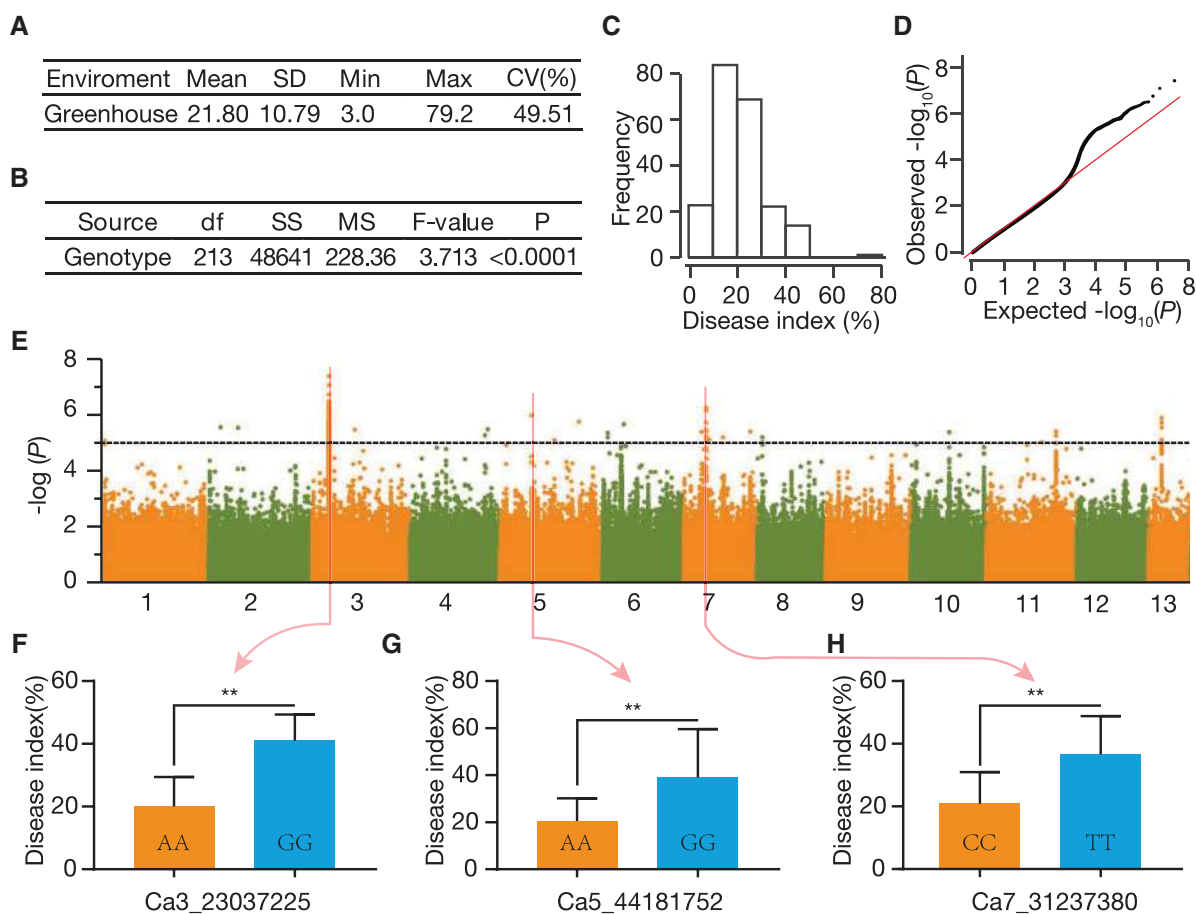 A
Enviroment Mean SD Min Max CV(%)
Greenhouse 21.80 10.79 3.0 79.2 49.51
B
Source df SS MS F-value P
Genotype 213 48641 228.36 3.713 <0.0001
C
Frequency
80
60
40
20
0
0 20 40 60 80
Disease index (%)
D
Observed -log10(P)
8
6
4
2
0
0 1 2 3 4 5 6 7 8
Expected -log10(P)
E
-log (P)
8
6
4
2
0
1 2 3 4 5 6 7 8 9 10 11 12 13
F
Disease index(%)
60
40
20
0
**
AA GG
Ca3_23037225
G
Disease index(%)
80
60
40
20
0
**
AA GG
Ca5_44181752
H
Disease index(%)
60
40
20
0
**
CC TT
Ca7_31237380